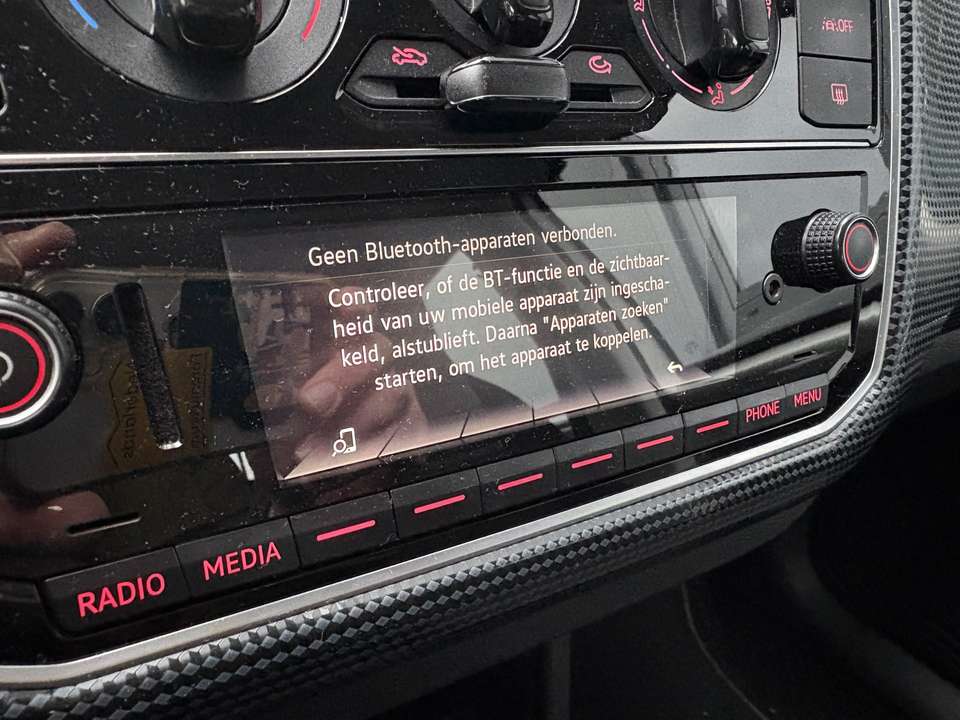 OFF
Geen Bluetooth-apparaten verbonden.
Controleer, of de BT-functie en de zichtbaar-
heid van uw mobiele apparaat zijn ingescha-
keld, alstublieft. Daarna "Apparaten zoeken"
starten, om het apparaat te koppelen.
RADIO
MEDIA
PHONE
MENU